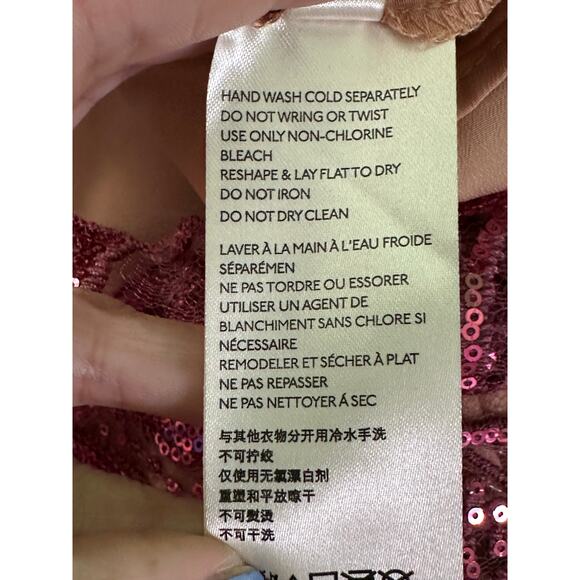 HAND WASH COLD SEPARATELY
DO NOT WRING OR TWIST
USE ONLY NON-CHLORINE
BLEACH
RESHAPE & LAY FLAT TO DRY
DO NOT IRON
DO NOT DRY CLEAN
LAVER À LA MAIN À L'EAU FROIDE
SÉPARÉMEN
NE PAS TORDRE OU ESSORER
UTILISER UN AGENT DE
BLANCHIMENT SANS CHLORE SI
NÉCESSAIRE
REMODELER ET SÉCHER À PLAT
NE PAS REPASSER
NE PAS NETTOYER Á SEC
与其他衣物分开用冷水手洗
不可拧绞
仅使用无氯漂白剂
重塑和平放晾干
不可熨烫
不可干洗